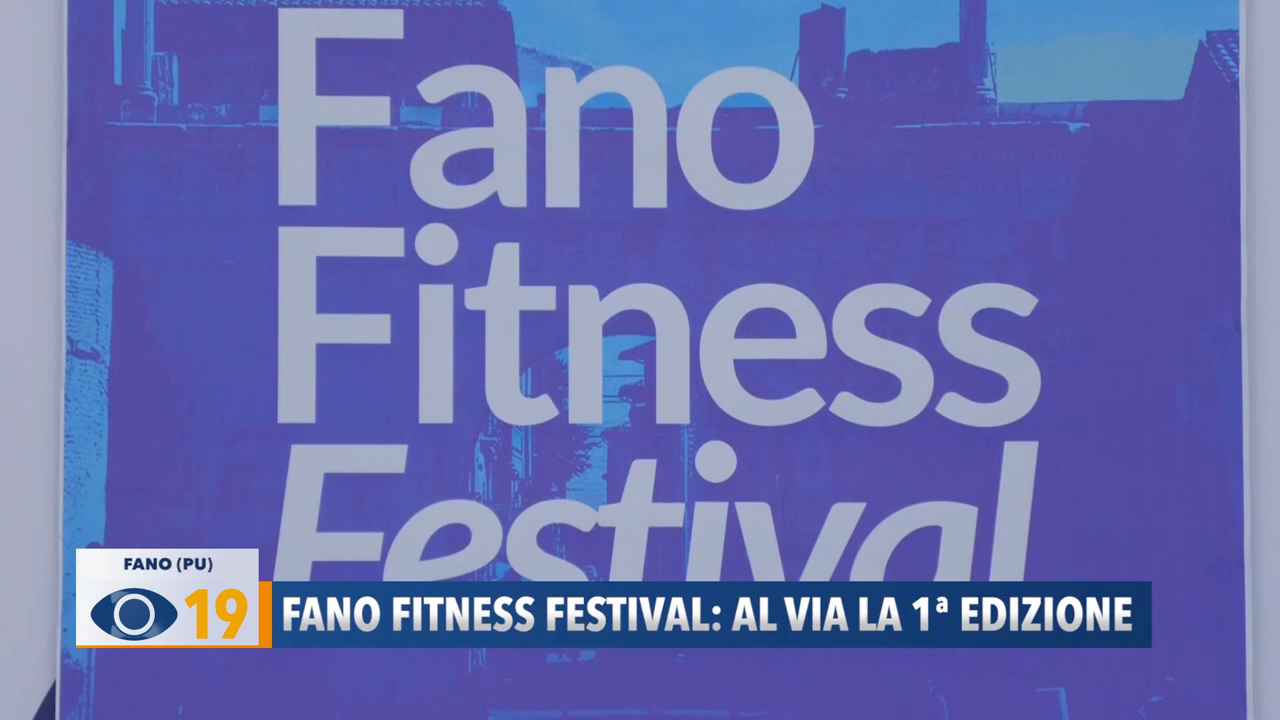 Fano
Fitness
Festival
FANO (PU)
19
FANO FITNESS FESTIVAL: AL VIA LA 1ª EDIZIONE